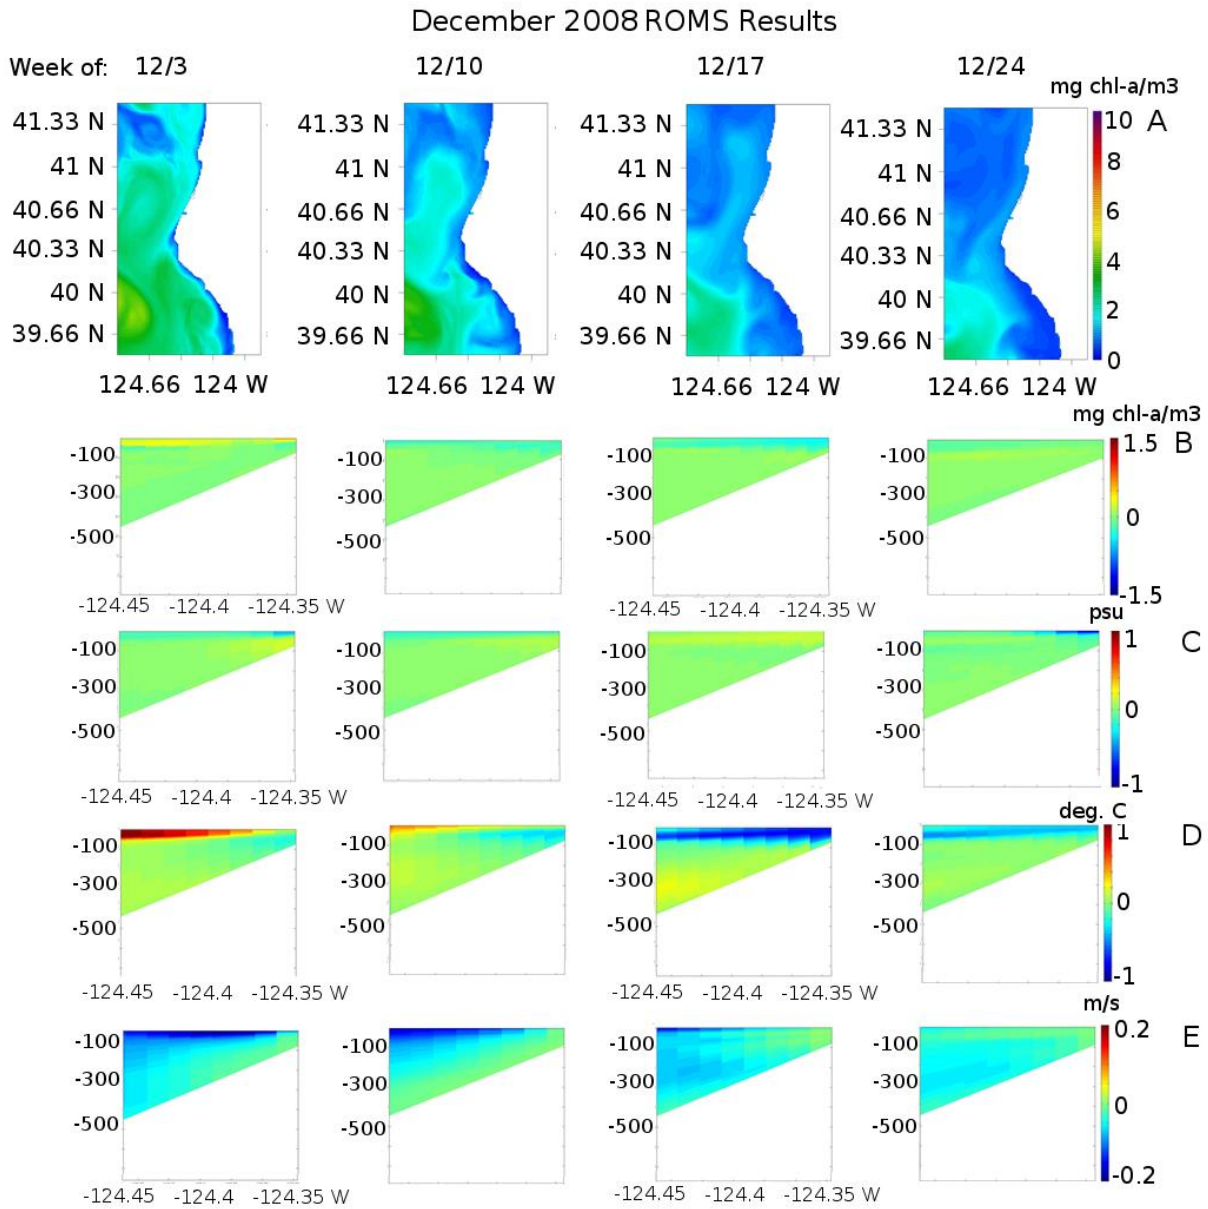 December 2008 ROMS Results
Week of: 12/3 12/10 12/17 12/24
mg chl-a/m3
A
41.33 N 41.33 N 41.33 N 41.33 N 10
41 N 41 N 41 N 41 N 8
40.66 N 40.66 N 40.66 N 40.66 N 6
40.33 N 40.33 N 40.33 N 40.33 N 4
40 N 40 N 40 N 40 N 2
39.66 N 39.66 N 39.66 N 39.66 N 0
124.66 124 W 124.66 124 W 124.66 124 W 124.66 124 W
mg chl-a/m3
B
-100 -100 -100 -100 1.5
-300 -300 -300 -300 0
-500 -500 -500 -500 -1.5
-124.45 -124.4 -124.35 W -124.45 -124.4 -124.35 W
psu
C
-100 -100 -100 -100 1
-300 -300 -300 -300 0
-500 -500 -500 -500 -1
-124.45 -124.4 -124.35 W -124.45 -124.4 -124.35 W
deg. C
D
-100 -100 -100 -100 1
-300 -300 -300 -300 0
-500 -500 -500 -500 -1
-124.45 -124.4 -124.35 W -124.45 -124.4 -124.35 W
m/s
E
-100 -100 -100 -100 0.2
-300 -300 -300 -300 0
-500 -500 -500 -500 -0.2
-124.45 -124.4 -124.35 W -124.45 -124.4 -124.35 W